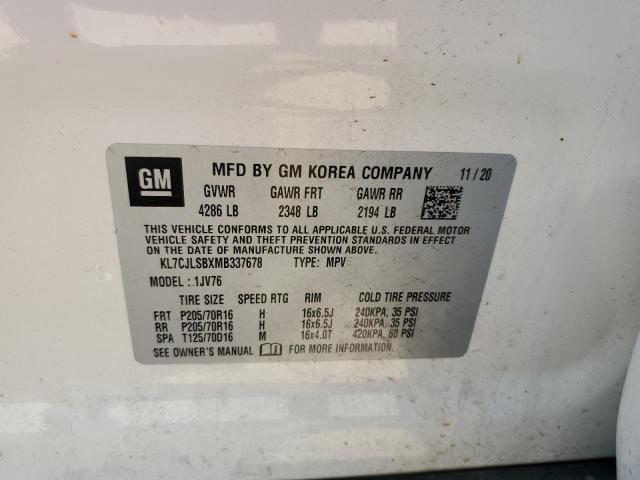 GM MFD BY GM KOREA COMPANY 11/20
GVWR GAWR FRT GAWR RR
4286 LB 2348 LB 2194 LB
THIS VEHICLE CONFORMS TO ALL APPLICABLE U.S. FEDERAL MOTOR
VEHICLE SAFETY AND THEFT PREVENTION STANDARDS IN EFFECT
ON THE DATE OF MANUFACTURE SHOWN ABOVE.
KL7CJLSBXMB337678 TYPE: MPV
MODEL: 1JV76
TIRE SIZE SPEED RTG RIM COLD TIRE PRESSURE
FRT P205/70R16 H 16x6.5J 240KPA, 35 PSI
RR P205/70R16 H 16x6.5J 240KPA, 35 PSI
SPA T125/70D16 M 16x4.0T 420KPA, 60 PSI
SEE OWNER'S MANUAL FOR MORE INFORMATION.